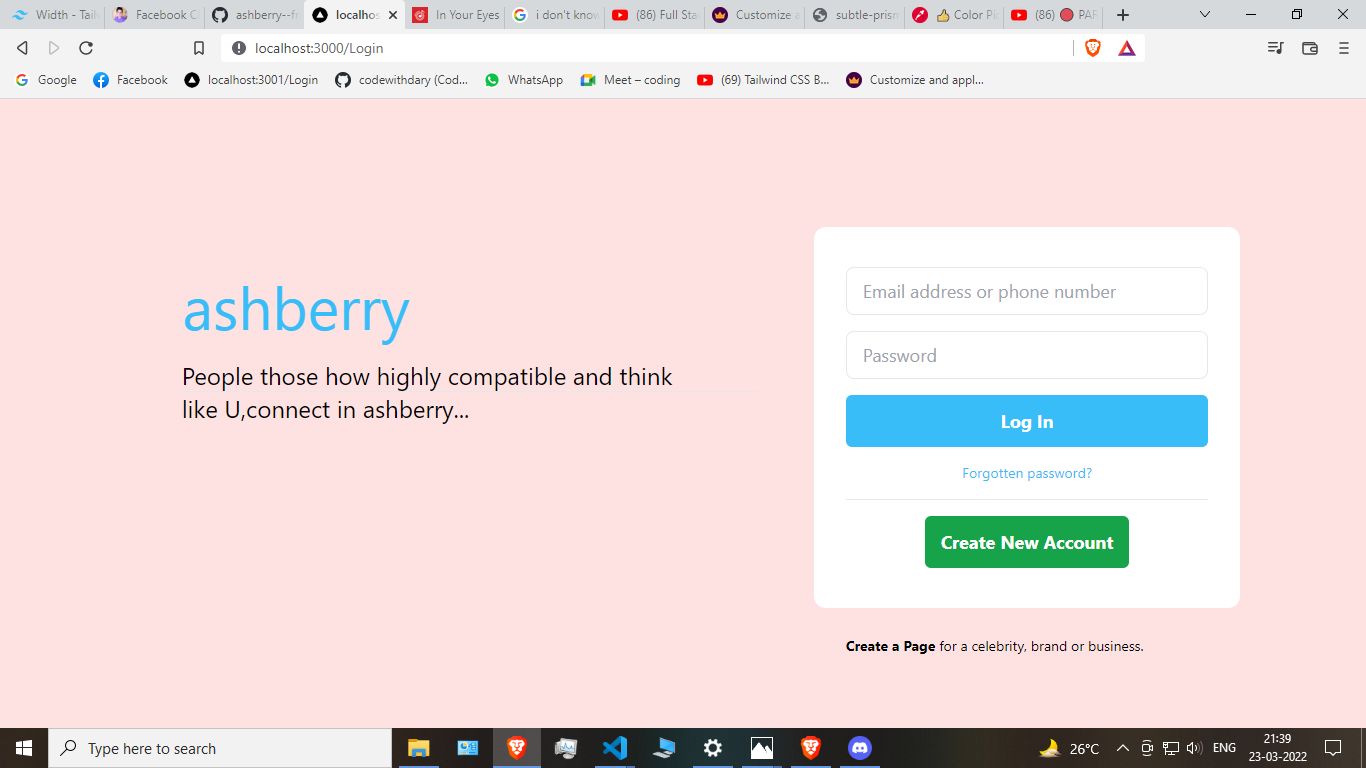 Width - Tail
Facebook C
ashberry--fr
localhos
In Your Eyes
i don't know
(86) Full Sta
Customize a
subtle-prism
👍 Color Pi
(86) 🔴 PAR
localhost:3000/Login
Google
Facebook
localhost:3001/Login
codewithdary (Cod...
WhatsApp
Meet – coding
(69) Tailwind CSS B...
Customize and appl...
ashberry
People those how highly compatible and think
like U,connect in ashberry...
Email address or phone number
Password
Log In
Forgotten password?
Create New Account
Create a Page for a celebrity, brand or business.
Type here to search
26°C
ENG
21:39
23-03-2022